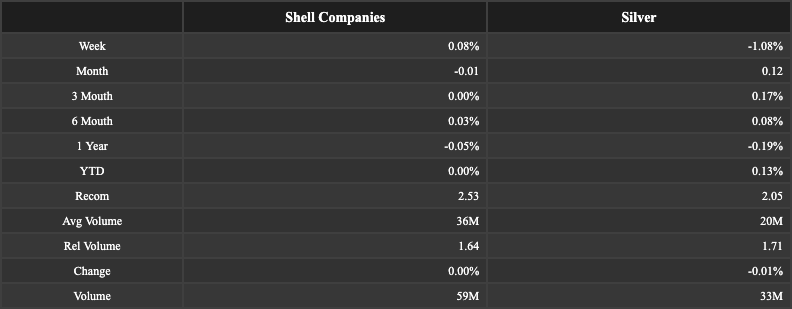 Shell Companies Silver
Week 0.08% -1.08%
Month -0.01 0.12
3 Mouth 0.00% 0.17%
6 Mouth 0.03% 0.08%
1 Year -0.05% -0.19%
YTD 0.00% 0.13%
Recom 2.53 2.05
Avg Volume 36M 20M
Rel Volume 1.64 1.71
Change 0.00% -0.01%
Volume 59M 33M